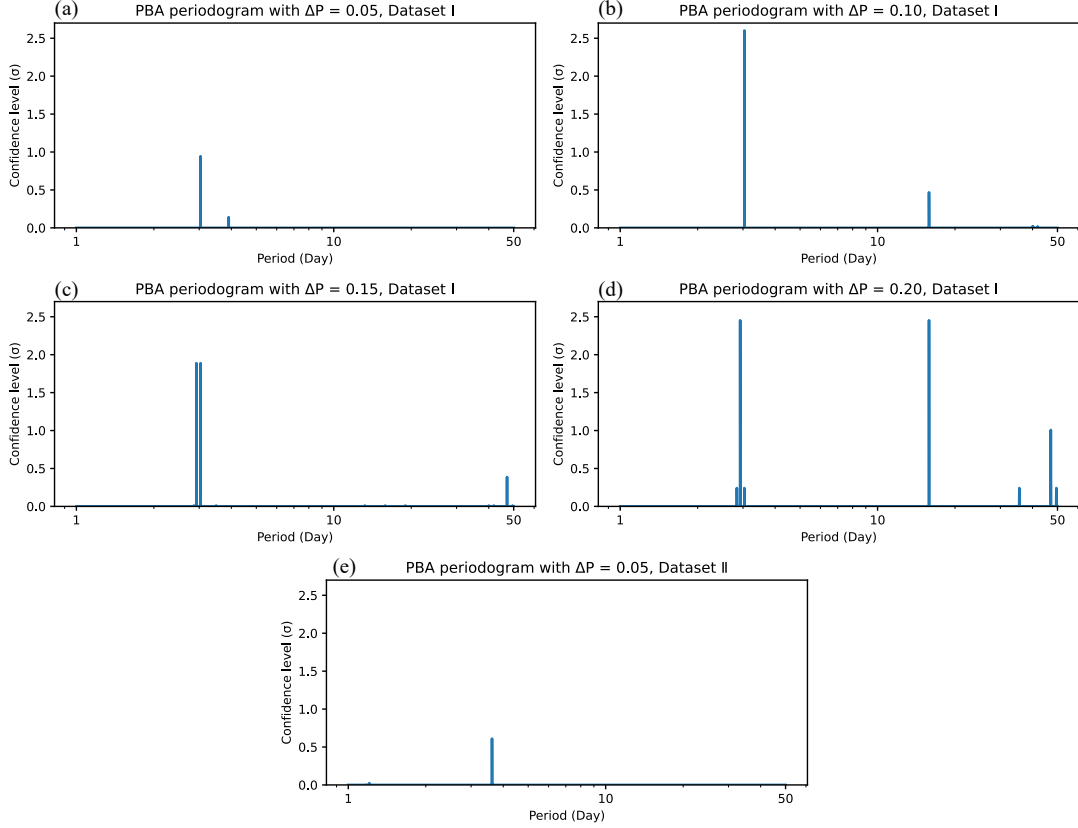 (a)
PBA periodogram with ΔP = 0.05, Dataset Ⅰ
2.5
2.0
1.5
1.0
0.5
0.0
Confidence level (σ)
1
10
50
Period (Day)
(b)
PBA periodogram with ΔP = 0.10, Dataset Ⅰ
2.5
2.0
1.5
1.0
0.5
0.0
Confidence level (σ)
1
10
50
Period (Day)
(c)
PBA periodogram with ΔP = 0.15, Dataset Ⅰ
2.5
2.0
1.5
1.0
0.5
0.0
Confidence level (σ)
1
10
50
Period (Day)
(d)
PBA periodogram with ΔP = 0.20, Dataset Ⅰ
2.5
2.0
1.5
1.0
0.5
0.0
Confidence level (σ)
1
10
50
Period (Day)
(e)
PBA periodogram with ΔP = 0.05, Dataset Ⅱ
2.5
2.0
1.5
1.0
0.5
0.0
Confidence level (σ)
1
10
50
Period (Day)